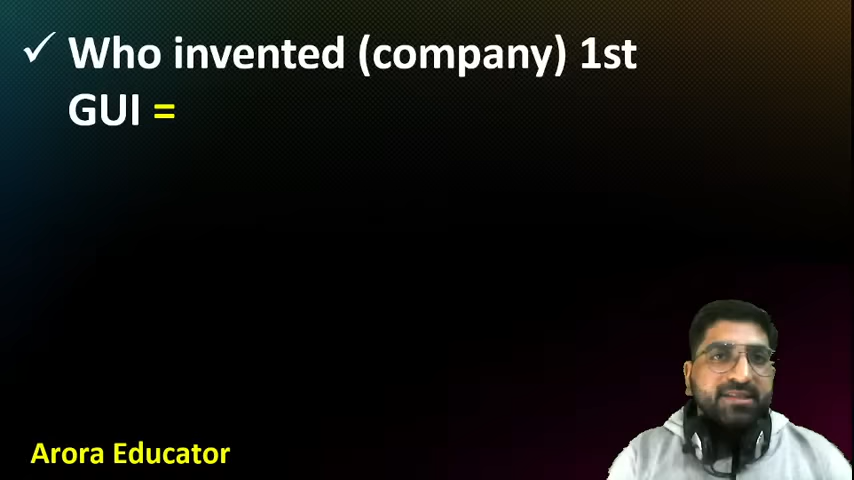 ✓ Who invented (company) 1st
GUI =
Arora Educator